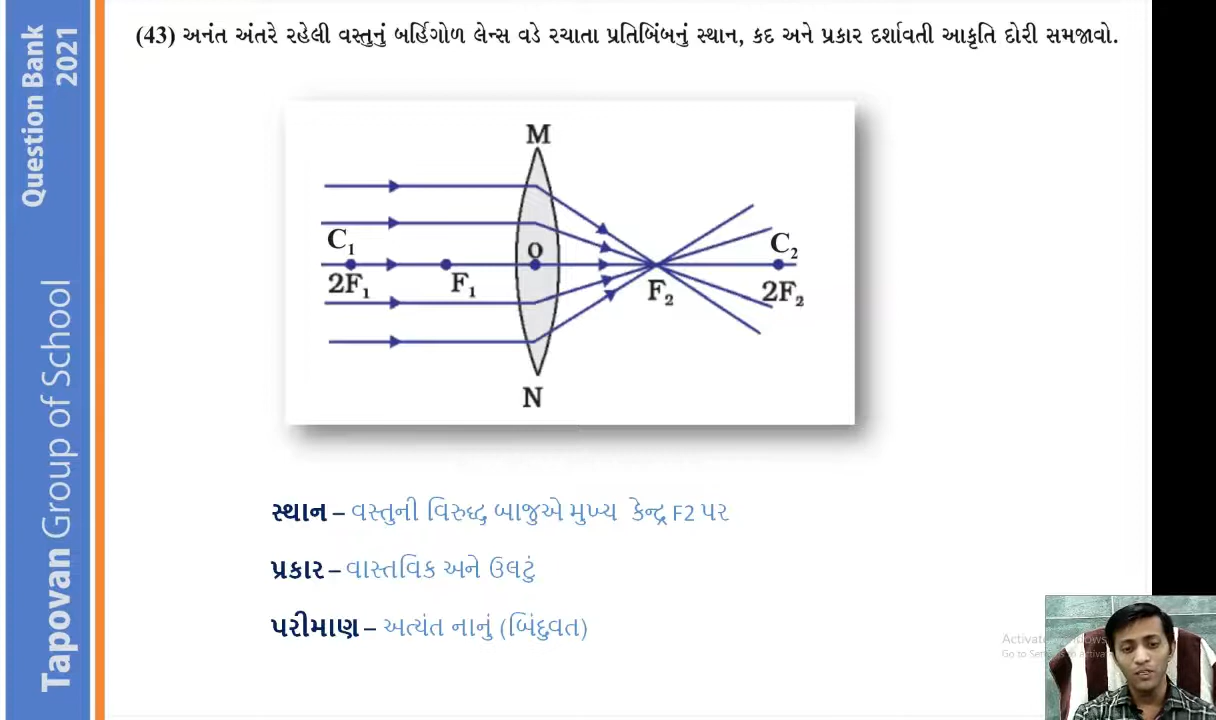 (43) અનંત અંતરે રહેલી વસ્તુનું બર્હિગોળ લેન્સ વડે રચાતા પ્રતિબિંબનું સ્થાન, કદ અને પ્રકાર દર્શાવતી આકૃતિ દોરી સમજાવો.
Question Bank
2021
Tapovan Group of School
M
C₁
O
C₂
2F₁
F₁
F₂
2F₂
N
સ્થાન – વસ્તુની વિરુદ્ધ બાજુએ મુખ્ય કેન્દ્ર F2 પર
પ્રકાર – વાસ્તવિક અને ઉલટું
પરીમાણ – અત્યંત નાનું (બિંદુવત)